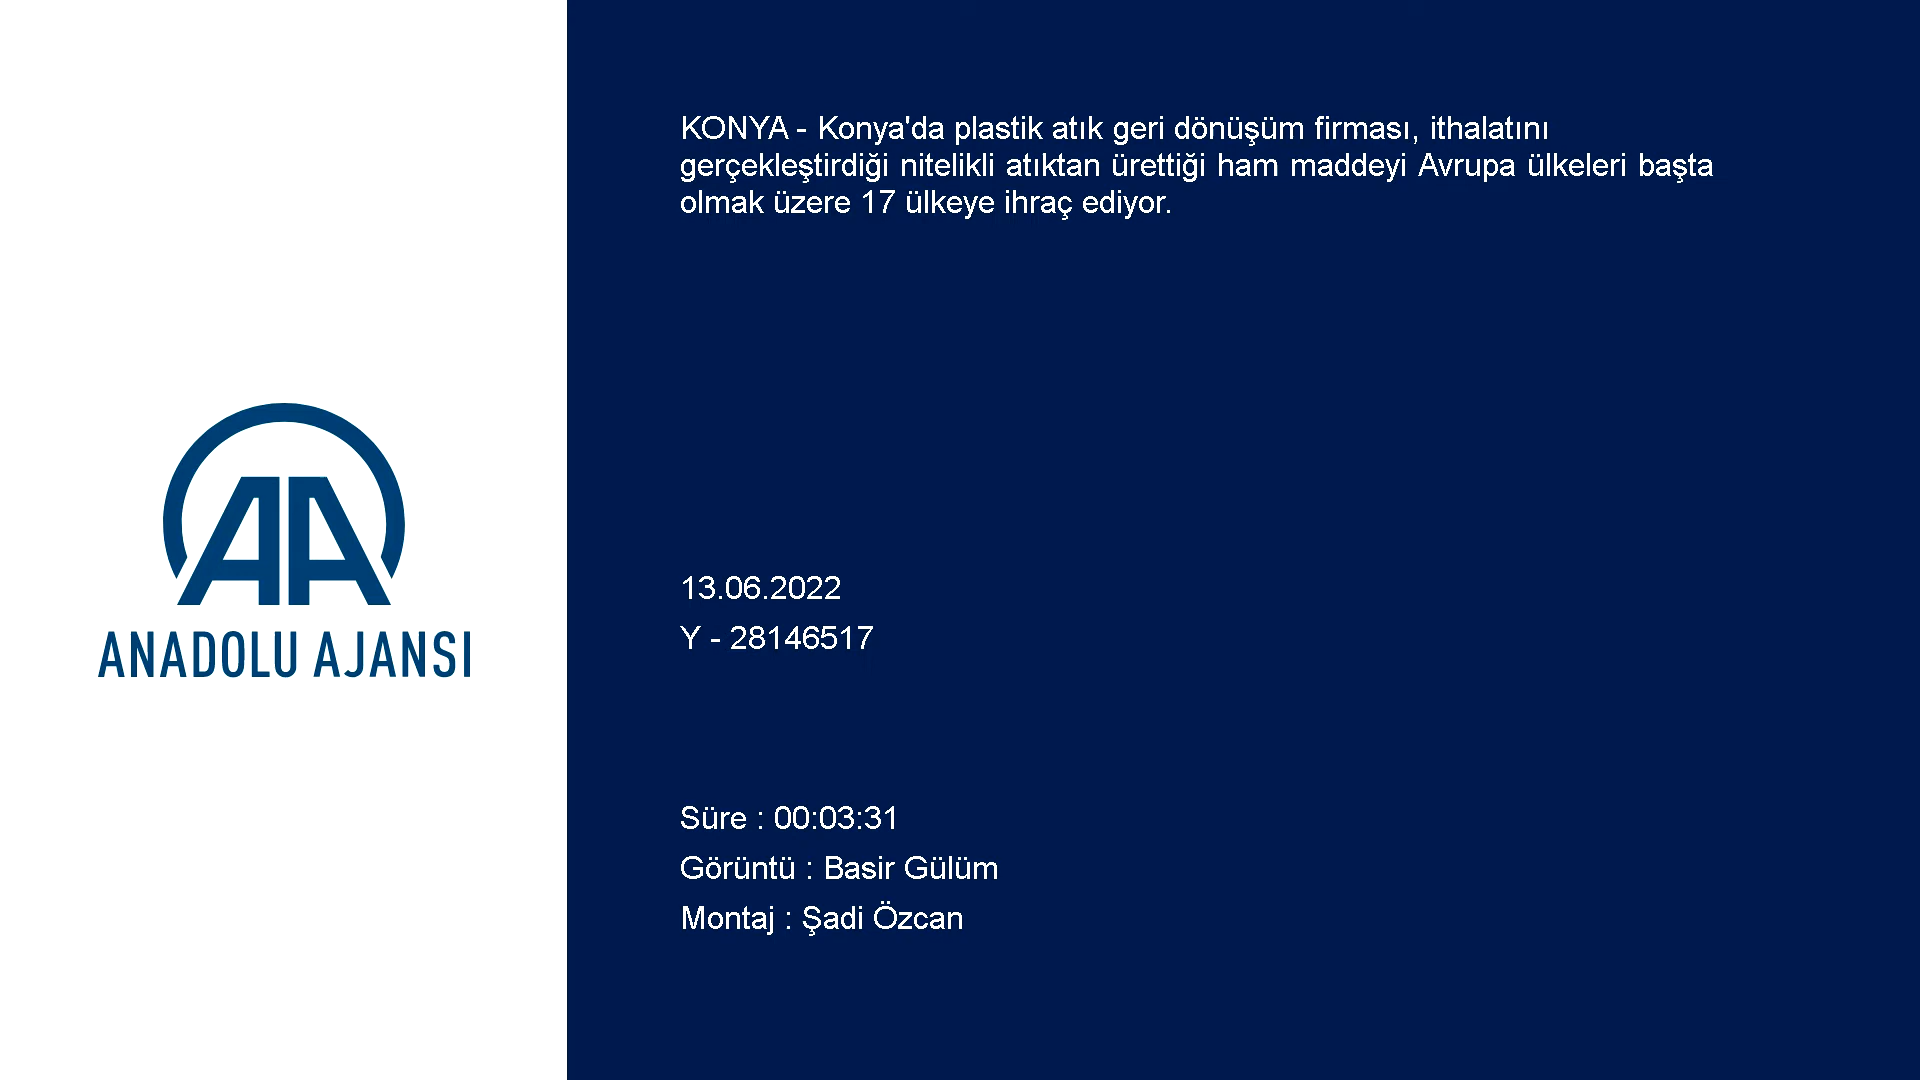 AA
ANADOLU AJANSI
KONYA - Konya'da plastik atık geri dönüşüm firması, ithalatını
gerçekleştirdiği nitelikli atıktan ürettiği ham maddeyi Avrupa ülkeleri başta
olmak üzere 17 ülkeye ihraç ediyor.
13.06.2022
Y - 28146517
Süre : 00:03:31
Görüntü : Basir Gülüm
Montaj : Şadi Özcan